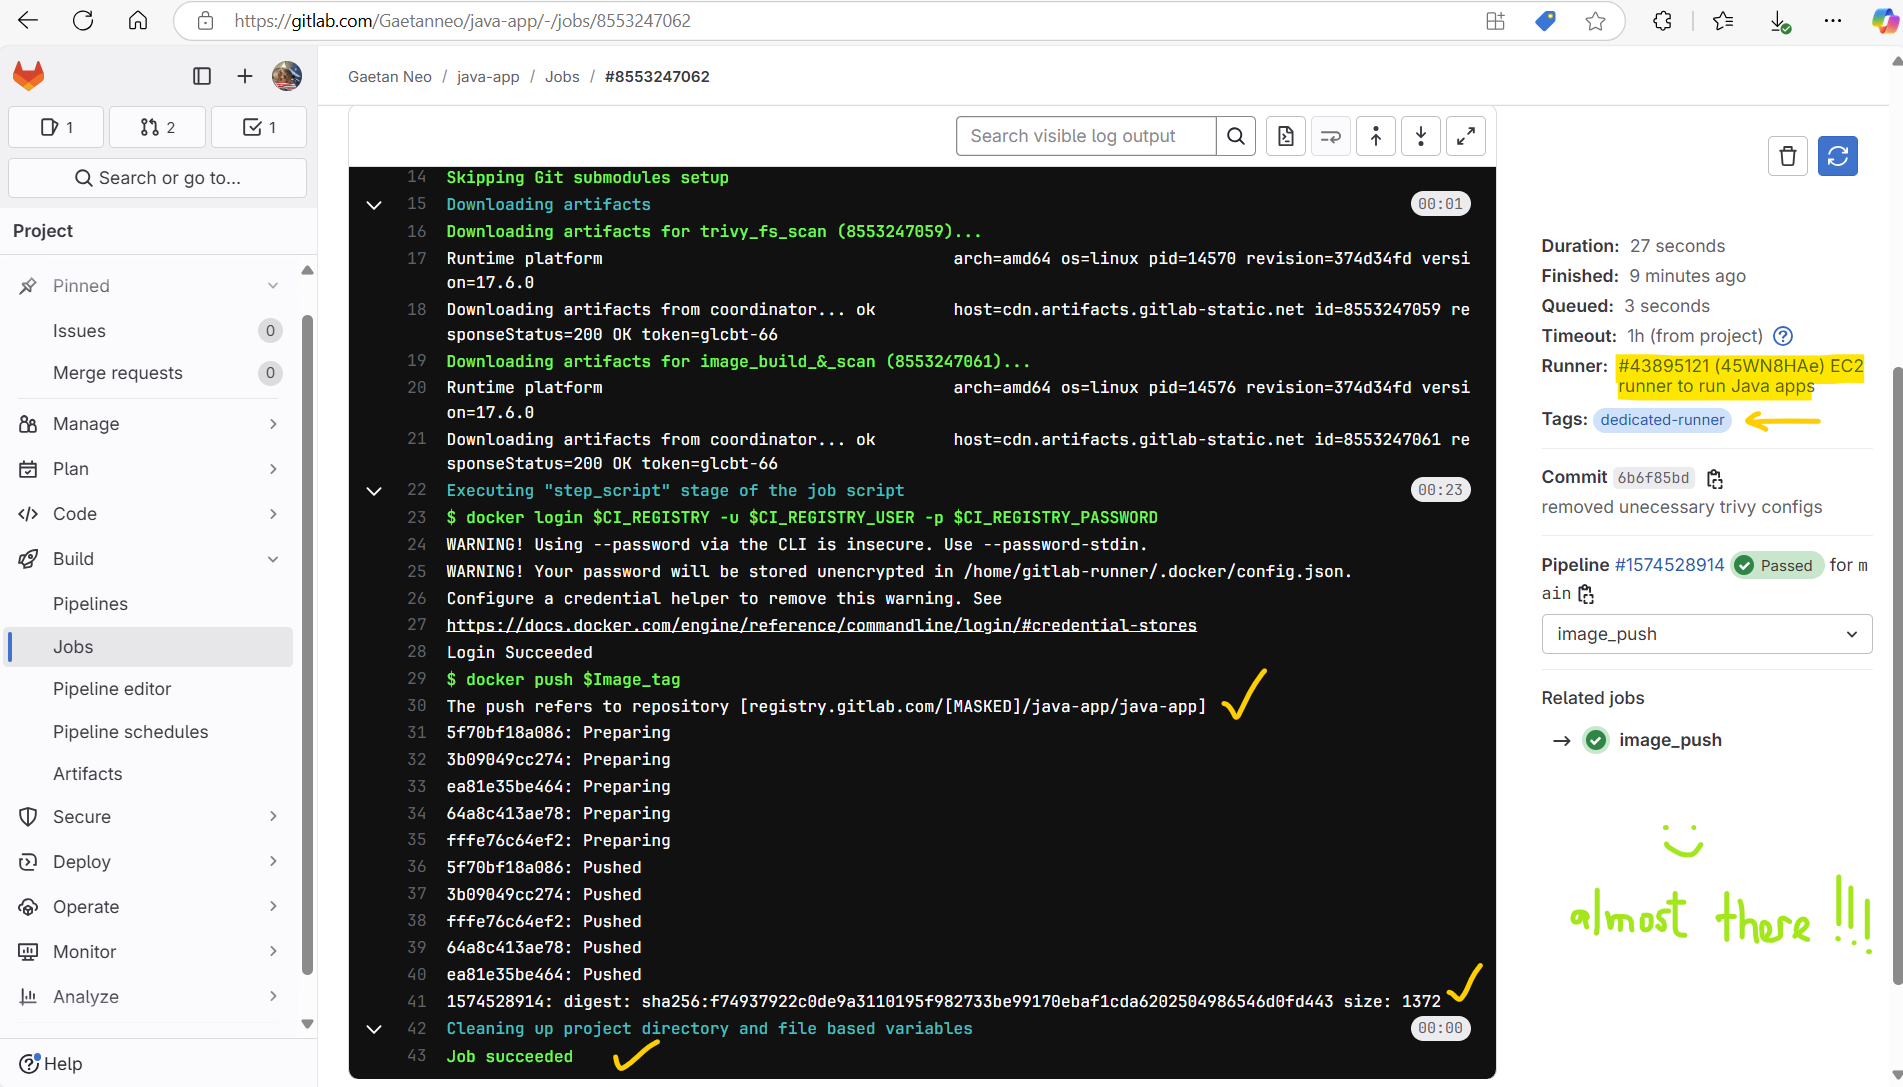 https://gitlab.com/Gaetanneo/java-app/-/jobs/8553247062
Gaetan Neo / java-app / Jobs / #8553247062
1
2
1
Search or go to...
Project
Pinned
Issues 0
Merge requests 0
Manage
Plan
Code
Build
Pipelines
Jobs
Pipeline editor
Pipeline schedules
Artifacts
Secure
Deploy
Operate
Monitor
Analyze
Help
Search visible log output
14 Skipping Git submodules setup
15 Downloading artifacts 00:01
16 Downloading artifacts for trivy_fs_scan (8553247059)...
17 Runtime platform arch=amd64 os=linux pid=14570 revision=374d34fd versi
on=17.6.0
18 Downloading artifacts from coordinator... ok host=cdn.artifacts.gitlab-static.net id=8553247059 re
sponseStatus=200 OK token=glcbt-66
19 Downloading artifacts for image_build_&_scan (8553247061)...
20 Runtime platform arch=amd64 os=linux pid=14576 revision=374d34fd versi
on=17.6.0
21 Downloading artifacts from coordinator... ok host=cdn.artifacts.gitlab-static.net id=8553247061 re
sponseStatus=200 OK token=glcbt-66
22 Executing "step_script" stage of the job script 00:23
23 $ docker login $CI_REGISTRY -u $CI_REGISTRY_USER -p $CI_REGISTRY_PASSWORD
24 WARNING! Using --password via the CLI is insecure. Use --password-stdin.
25 WARNING! Your password will be stored unencrypted in /home/gitlab-runner/.docker/config.json.
26 Configure a credential helper to remove this warning. See
27 https://docs.docker.com/engine/reference/commandline/login/#credential-stores
28 Login Succeeded
29 $ docker push $Image_tag
30 The push refers to repository [registry.gitlab.com/[MASKED]/java-app/java-app]
31 5f70bf18a086: Preparing
32 3b09049cc274: Preparing
33 ea81e35be464: Preparing
34 64a8c413ae78: Preparing
35 fffe76c64ef2: Preparing
36 5f70bf18a086: Pushed
37 3b09049cc274: Pushed
38 fffe76c64ef2: Pushed
39 64a8c413ae78: Pushed
40 ea81e35be464: Pushed
41 1574528914: digest: sha256:f74937922c0de9a3110195f982733be99170ebaf1cda6202504986546d0fd443 size: 1372
42 Cleaning up project directory and file based variables 00:00
43 Job succeeded
Duration: 27 seconds
Finished: 9 minutes ago
Queued: 3 seconds
Timeout: 1h (from project)
Runner: #43895121 (45WN8HAe) EC2
runner to run Java apps
Tags: dedicated-runner
Commit 6b6f85bd
removed unecessary trivy configs
Pipeline #1574528914 Passed for m
ain
image_push
Related jobs
image_push
almost there !!!